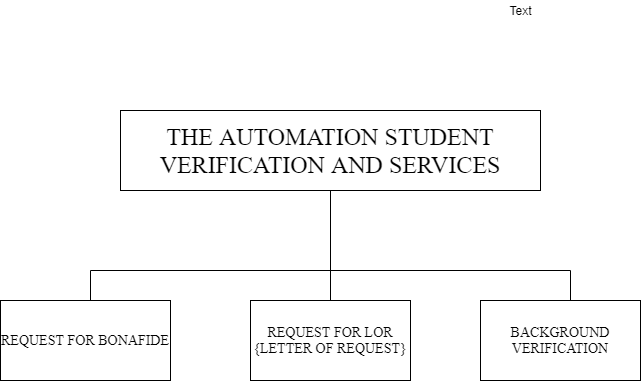 Text
THE AUTOMATION STUDENT
VERIFICATION AND SERVICES
REQUEST FOR BONAFIDE
REQUEST FOR LOR
{LETTER OF REQUEST}
BACKGROUND
VERIFICATION